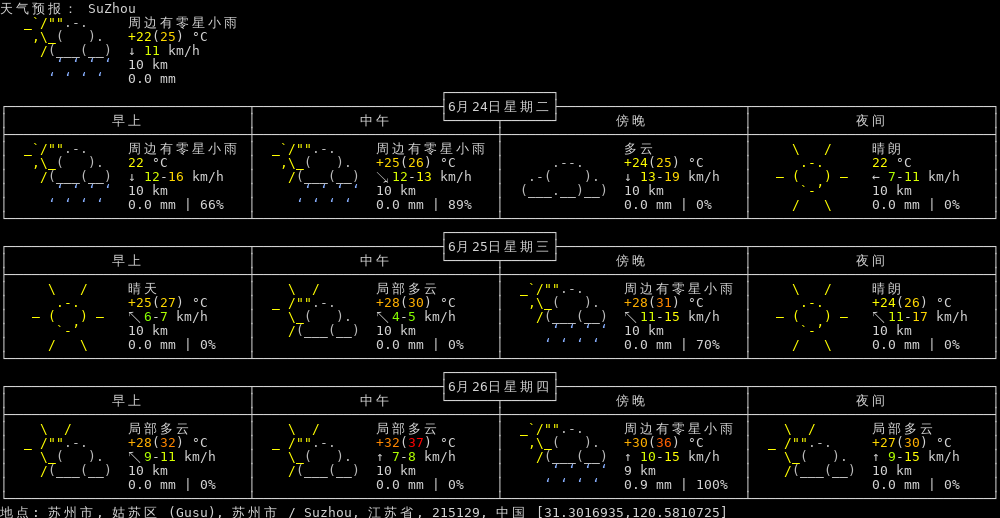 天气预报： SuZhou
周边有零星小雨
+22(25) °C
↓ 11 km/h
10 km
0.0 mm
6月24日星期二
早上 中午 傍晚 夜间
周边有零星小雨 周边有零星小雨 多云 晴朗
22 °C +25(26) °C +24(25) °C 22 °C
↓ 12-16 km/h ↘ 12-13 km/h ↓ 13-19 km/h ← 7-11 km/h
10 km 10 km 10 km 10 km
0.0 mm | 66% 0.0 mm | 89% 0.0 mm | 0% 0.0 mm | 0%
6月25日星期三
早上 中午 傍晚 夜间
晴天 局部多云 周边有零星小雨 晴朗
+25(27) °C +28(30) °C +28(31) °C +24(26) °C
↖ 6-7 km/h ↖ 4-5 km/h ↖ 11-15 km/h ↖ 11-17 km/h
10 km 10 km 10 km 10 km
0.0 mm | 0% 0.0 mm | 0% 0.0 mm | 70% 0.0 mm | 0%
6月26日星期四
早上 中午 傍晚 夜间
局部多云 局部多云 周边有零星小雨 局部多云
+28(32) °C +32(37) °C +30(36) °C +27(30) °C
↖ 9-11 km/h ↑ 7-8 km/h ↑ 10-15 km/h ↑ 9-15 km/h
10 km 10 km 9 km 10 km
0.0 mm | 0% 0.0 mm | 0% 0.9 mm | 100% 0.0 mm | 0%
地点: 苏州市, 姑苏区 (Gusu), 苏州市 / Suzhou, 江苏省, 215129, 中国 [31.3016935,120.5810725]